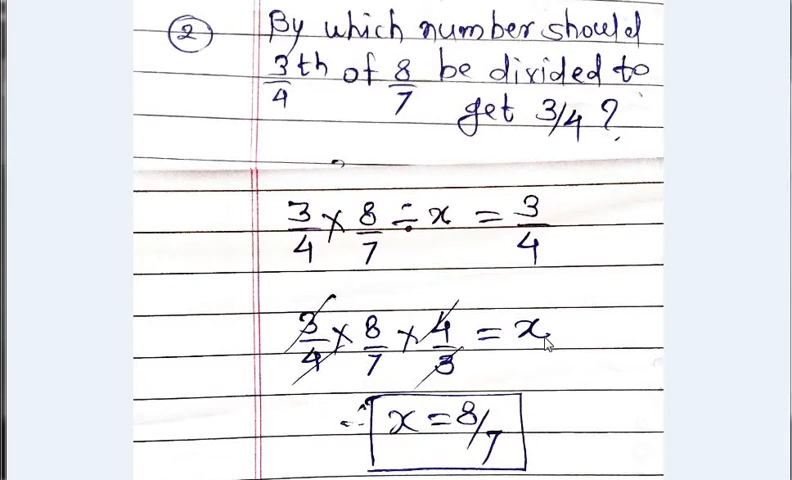 2 By which number should
3/4 th of 8/7 be divided to
get 3/4 ?
3/4 × 8/7 ÷ x = 3/4
3/4 × 8/7 × 4/3 = x
∴ x = 8/7